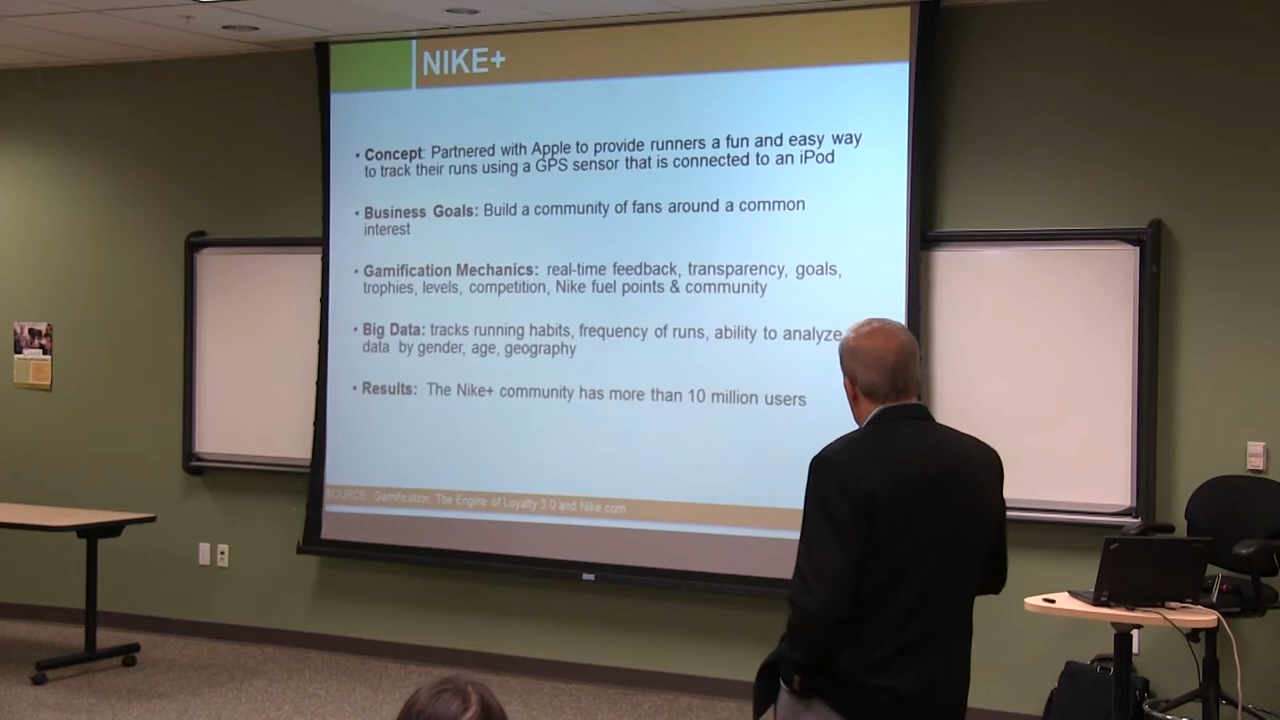 NIKE+
• Concept: Partnered with Apple to provide runners a fun and easy way
to track their runs using a GPS sensor that is connected to an iPod
• Business Goals: Build a community of fans around a common
interest
• Gamification Mechanics: real-time feedback, transparency, goals,
trophies, levels, competition, Nike fuel points & community
• Big Data: tracks running habits, frequency of runs, ability to analyze
data by gender, age, geography
• Results: The Nike+ community has more than 10 million users
SOURCE: Gamification: The Engine of Loyalty 3.0 and Nike.com